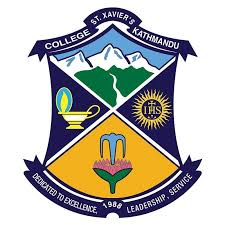 ST. XAVIER'S
COLLEGE KATHMANDU
IHS
DEDICATED TO EXCELLENCE, LEADERSHIP, SERVICE
1988